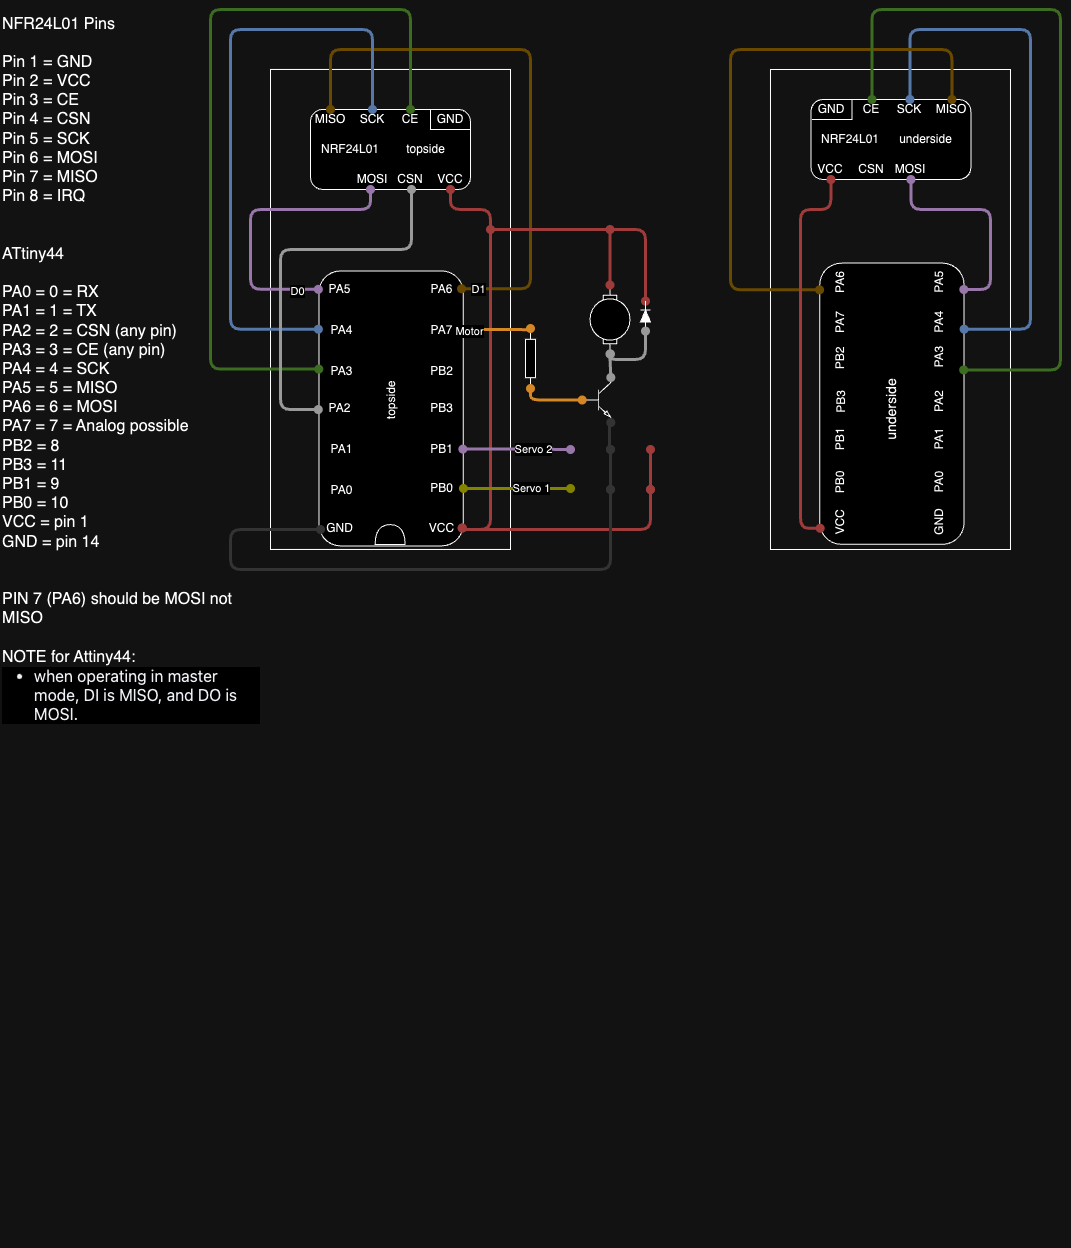 NFR24L01 Pins
Pin 1 = GND
Pin 2 = VCC
Pin 3 = CE
Pin 4 = CSN
Pin 5 = SCK
Pin 6 = MOSI
Pin 7 = MISO
Pin 8 = IRQ
ATtiny44
PA0 = 0 = RX
PA1 = 1 = TX
PA2 = 2 = CSN (any pin)
PA3 = 3 = CE (any pin)
PA4 = 4 = SCK
PA5 = 5 = MISO
PA6 = 6 = MOSI
PA7 = 7 = Analog possible
PB2 = 8
PB3 = 11
PB1 = 9
PB0 = 10
VCC = pin 1
GND = pin 14
PIN 7 (PA6) should be MOSI not
MISO
NOTE for Attiny44:
• when operating in master
mode, DI is MISO, and DO is
MOSI.
MISO SCK CE GND
NRF24L01 topside
MOSI CSN VCC
D0 PA5 PA6 D1
PA4 PA7 Motor
PA3 PB2
PA2 PB3
topside
PA1 PB1 Servo 2
PA0 PB0 Servo 1
GND VCC
GND CE SCK MISO
NRF24L01 underside
VCC CSN MOSI
PA6 PA5
PA7 PA4
PB2 PA3
PB3 PA2
underside
PB1 PA1
PB0 PA0
VCC GND